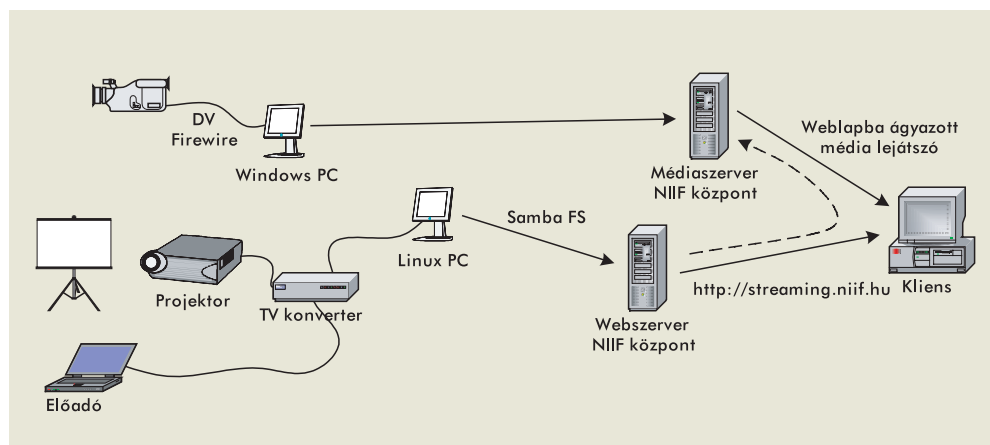 DV
Firewire
Windows PC
Médiaszerver
NIIF központ
Weblapba ágyazott
média lejátszó
Projektor
TV konverter
Linux PC
Samba FS
Webszerver
NIIF központ
http://streaming.niif.hu
Kliens
Előadó